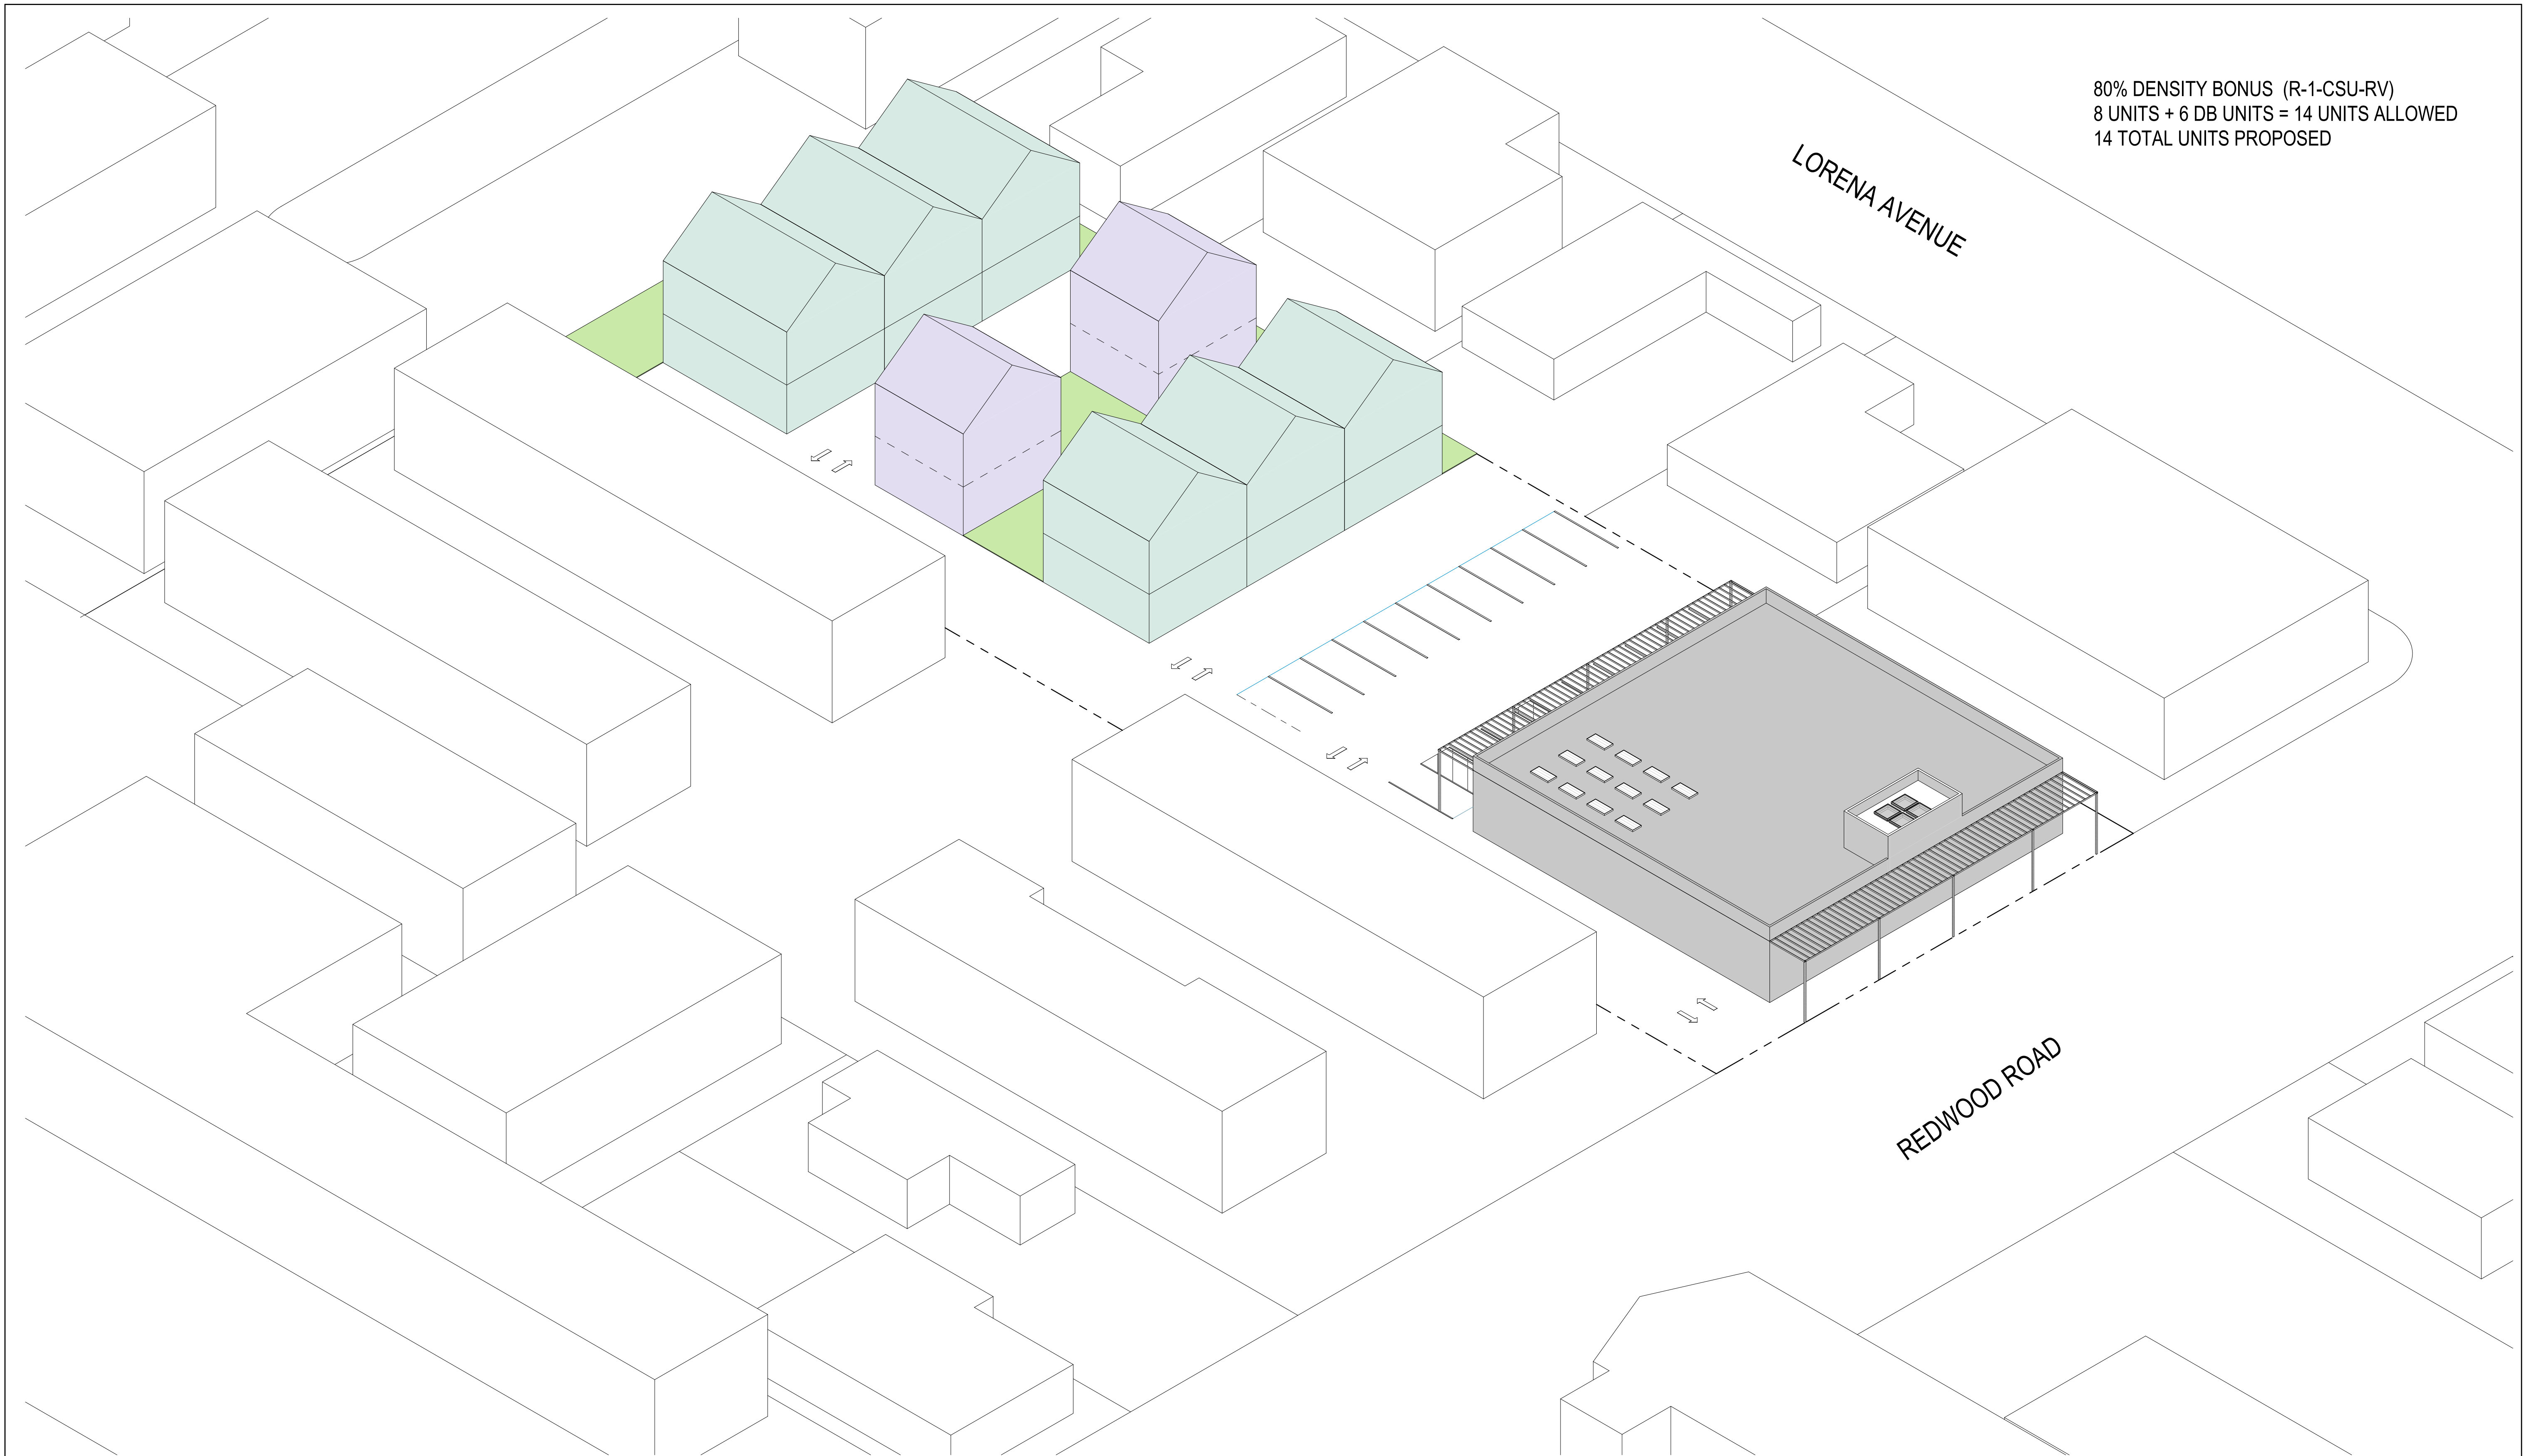 80% DENSITY BONUS (R-1-CSU-RV)
8 UNITS + 6 DB UNITS = 14 UNITS ALLOWED
14 TOTAL UNITS PROPOSED
LORENA AVENUE
REDWOOD ROAD